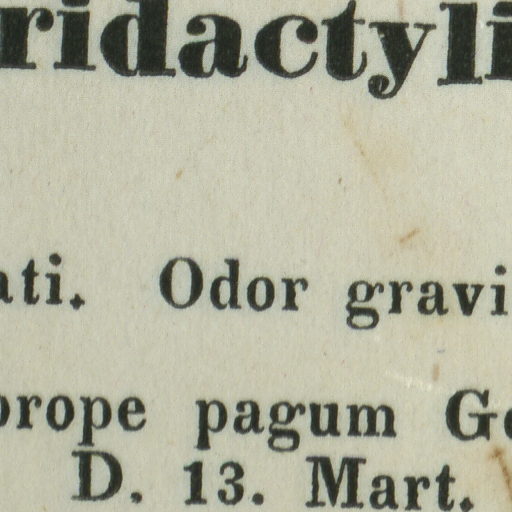 ridactyli
ati. Odor gravi
prope pagum Ge
D. 13. Mart.